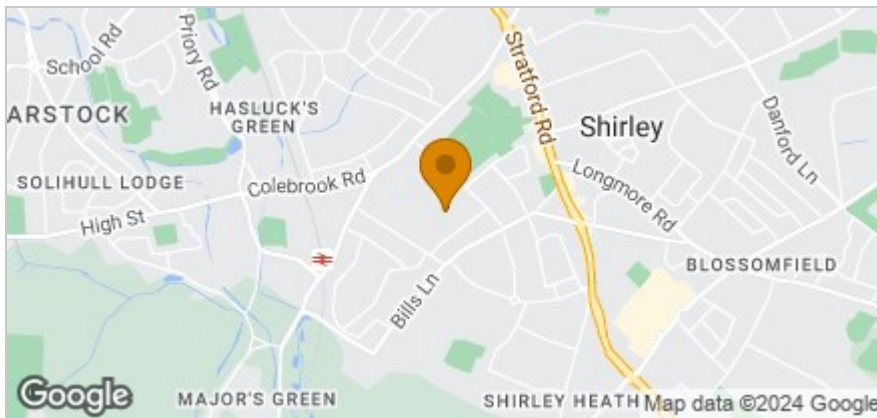 School Rd
Priory Rd
Stratford Rd
ARSTOCK
HASLUCK'S
GREEN
Shirley
Danford Ln
SOLIHULL LODGE
Colebrook Rd
Longmore Rd
High St
BLOSSOMFIELD
Bills Ln
Google
MAJOR'S GREEN
SHIRLEY HEATH
Map data ©2024 Google